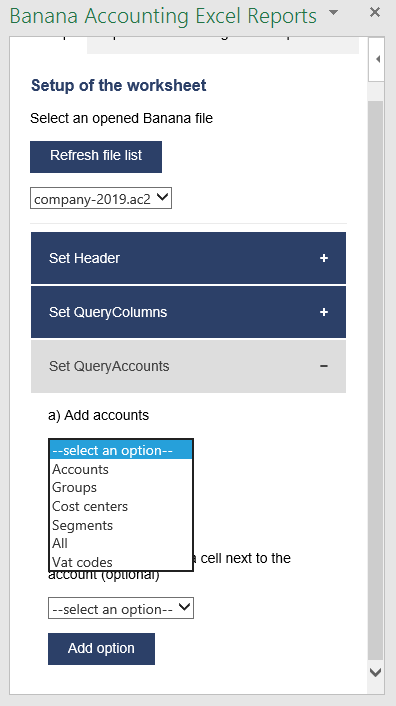 Banana Accounting Excel Reports
Setup of the worksheet
Select an opened Banana file
Refresh file list
company-2019.ac2
Set Header +
Set QueryColumns +
Set QueryAccounts −
a) Add accounts
--select an option--
Accounts
Groups
Cost centers
Segments
All
Vat codes
cell next to the
account (optional)
--select an option--
Add option